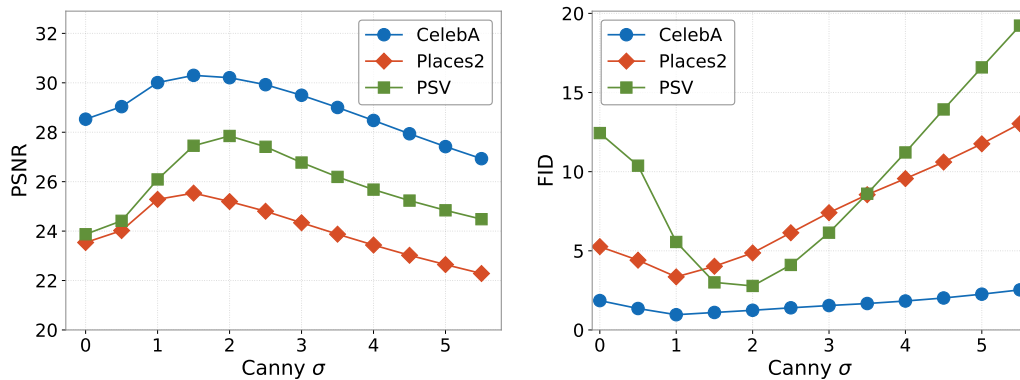 PSNR
32
30
28
26
24
22
20
0 1 2 3 4 5
Canny σ
CelebA
Places2
PSV
FID
20
15
10
5
0
0 1 2 3 4 5
Canny σ
CelebA
Places2
PSV